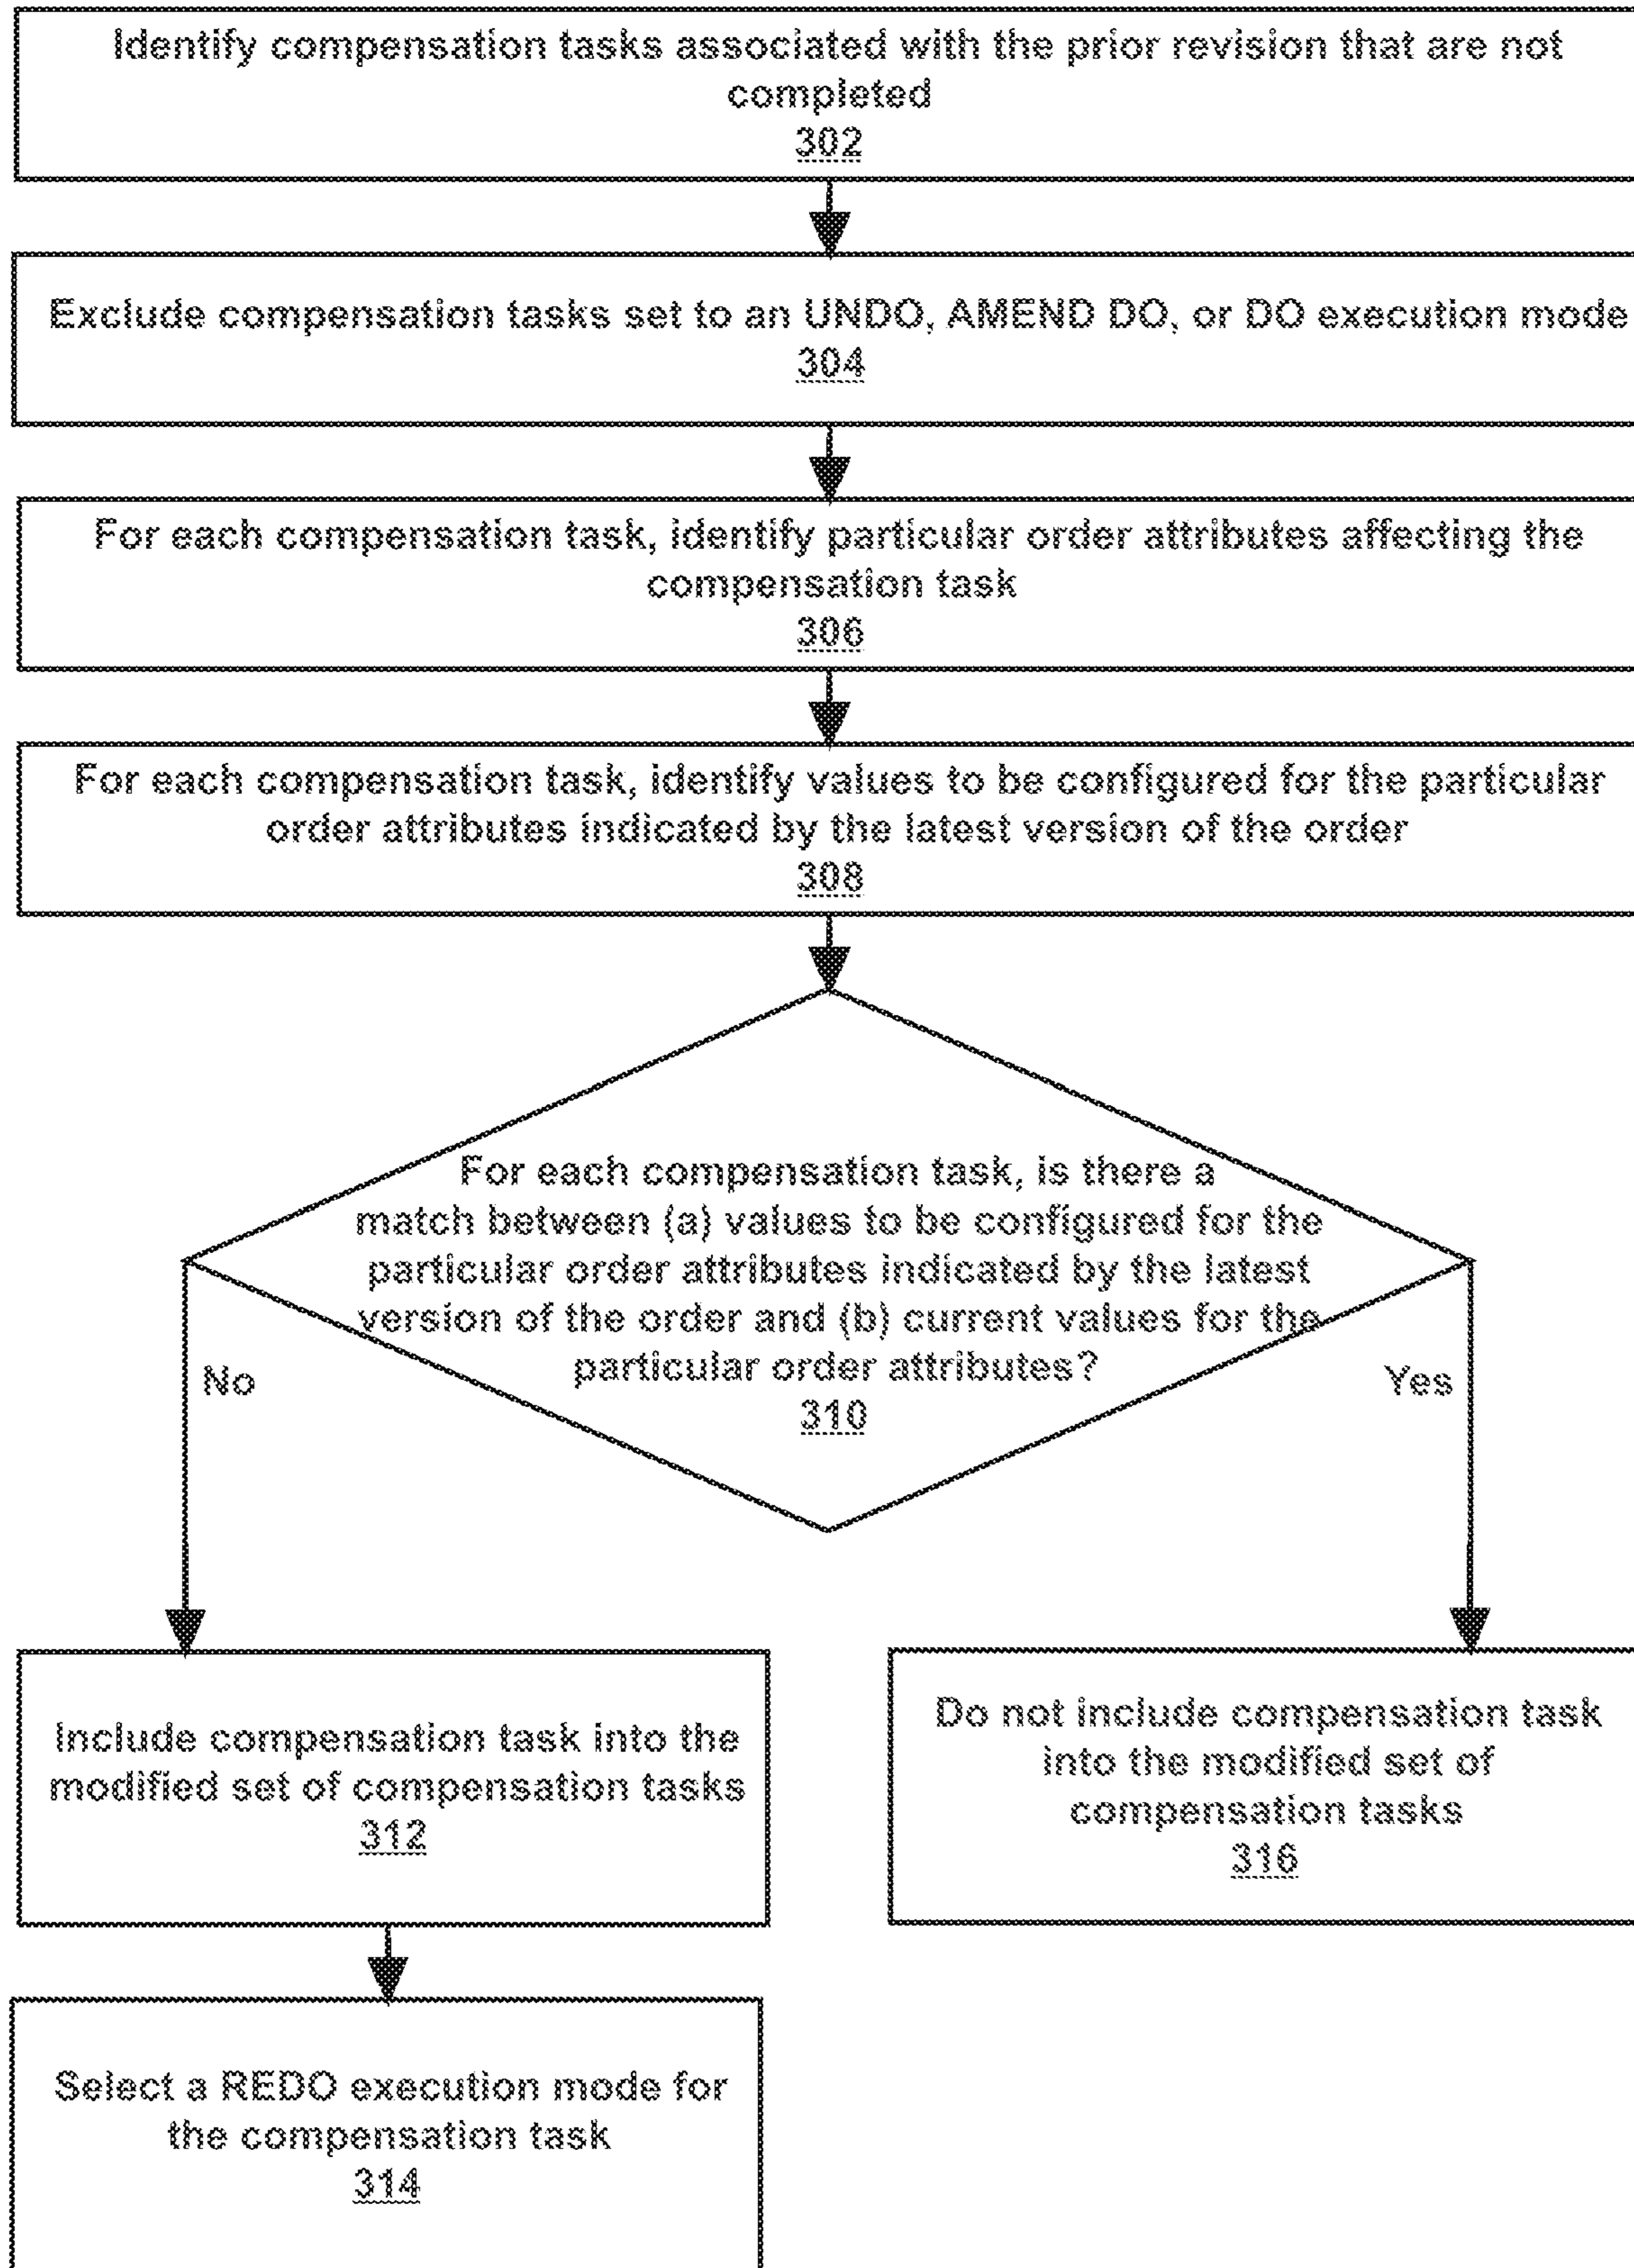 Identify compensation tasks associated with the prior revision that are not
completed
302
Exclude compensation tasks set to an UNDO, AMEND DO, or DO execution mode
304
For each compensation task, identify particular order attributes affecting the
compensation task
306
For each compensation task, identify values to be configured for the particular
order attributes indicated by the latest version of the order
308
For each compensation task, is there a
match between (a) values to be configured for the
particular order attributes indicated by the latest
version of the order and (b) current values for the
particular order attributes?
310
No
Yes
Include compensation task into the
modified set of compensation tasks
312
Do not include compensation task
into the modified set of
compensation tasks
316
Select a REDO execution mode for
the compensation task
314